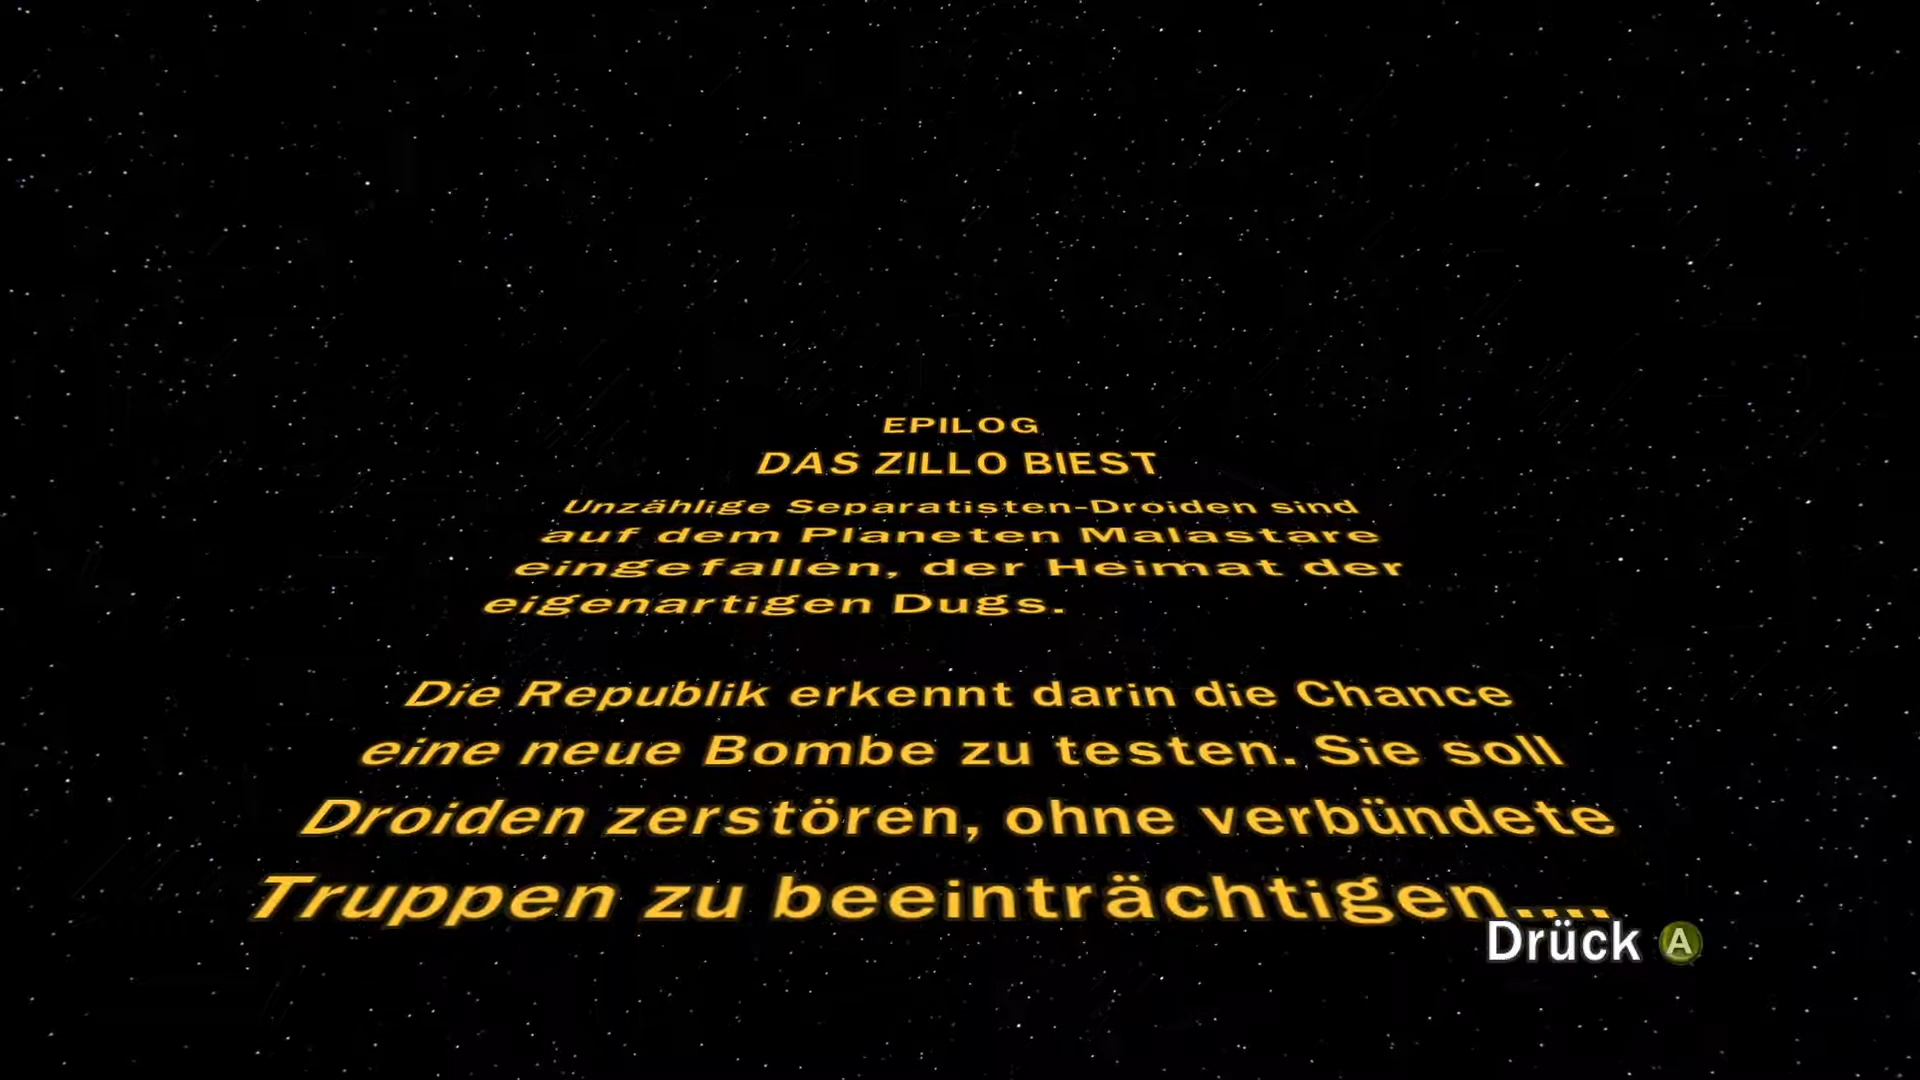 EPILOG
DAS ZILLO BIEST
Unzählige Separatisten-Droiden sind
auf dem Planeten Malastare
eingefallen, der Heimat der
eigenartigen Dugs.
Die Republik erkennt darin die Chance
eine neue Bombe zu testen. Sie soll
Droiden zerstören, ohne verbündete
Truppen zu beeinträchtigen....
Drück A